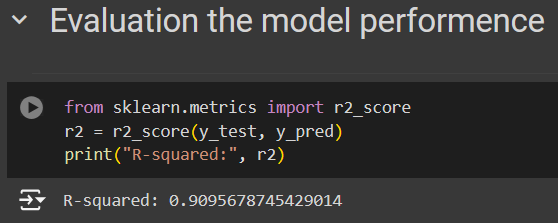 Evaluation the model performence
from sklearn.metrics import r2_score
r2 = r2_score(y_test, y_pred)
print("R-squared:", r2)
R-squared: 0.9095678745429014